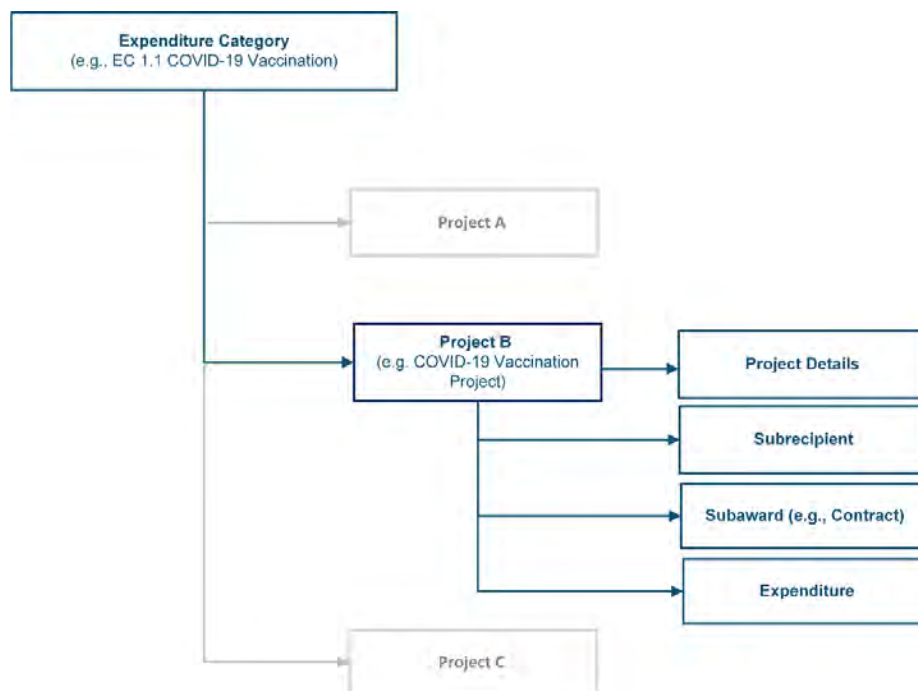 Expenditure Category
(e.g., EC 1.1 COVID-19 Vaccination)
Project A
Project B
(e.g. COVID-19 Vaccination
Project)
Project Details
Subrecipient
Subaward (e.g., Contract)
Expenditure
Project C